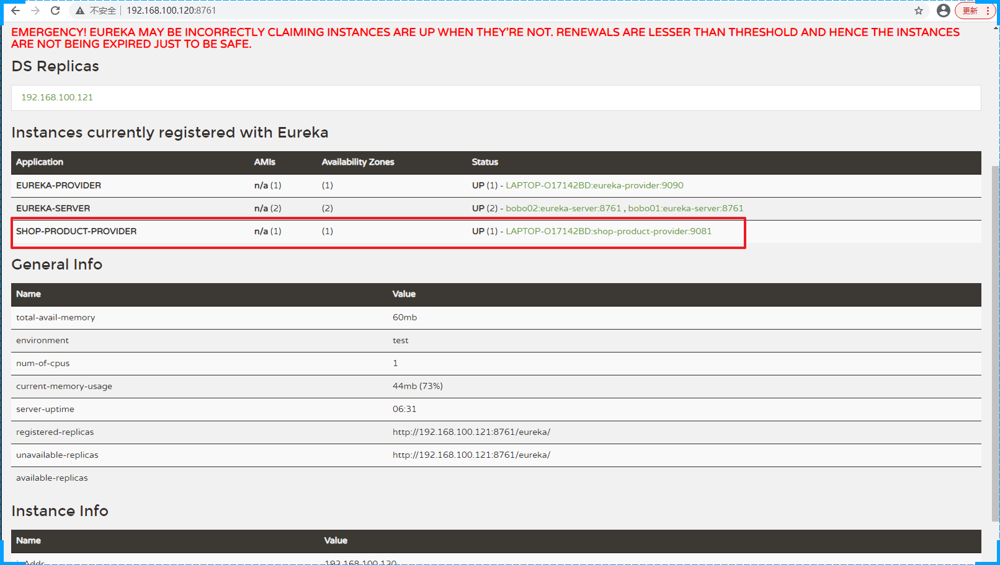 不安全 192.168.100.120:8761 更新
EMERGENCY! EUREKA MAY BE INCORRECTLY CLAIMING INSTANCES ARE UP WHEN THEY'RE NOT. RENEWALS ARE LESSER THAN THRESHOLD AND HENCE THE INSTANCES
ARE NOT BEING EXPIRED JUST TO BE SAFE.
DS Replicas
192.168.100.121
Instances currently registered with Eureka
Application AMIs Availability Zones Status
EUREKA-PROVIDER n/a (1) (1) UP (1) - LAPTOP-O17142BD:eureka-provider:9090
EUREKA-SERVER n/a (2) (2) UP (2) - bobo02:eureka-server:8761 , bobo01:eureka-server:8761
SHOP-PRODUCT-PROVIDER n/a (1) (1) UP (1) - LAPTOP-O17142BD:shop-product-provider:9081
General Info
Name Value
total-avail-memory 60mb
environment test
num-of-cpus 1
current-memory-usage 44mb (73%)
server-uptime 06:31
registered-replicas http://192.168.100.121:8761/eureka/
unavailable-replicas http://192.168.100.121:8761/eureka/
available-replicas
Instance Info
Name Value
192.168.100.120